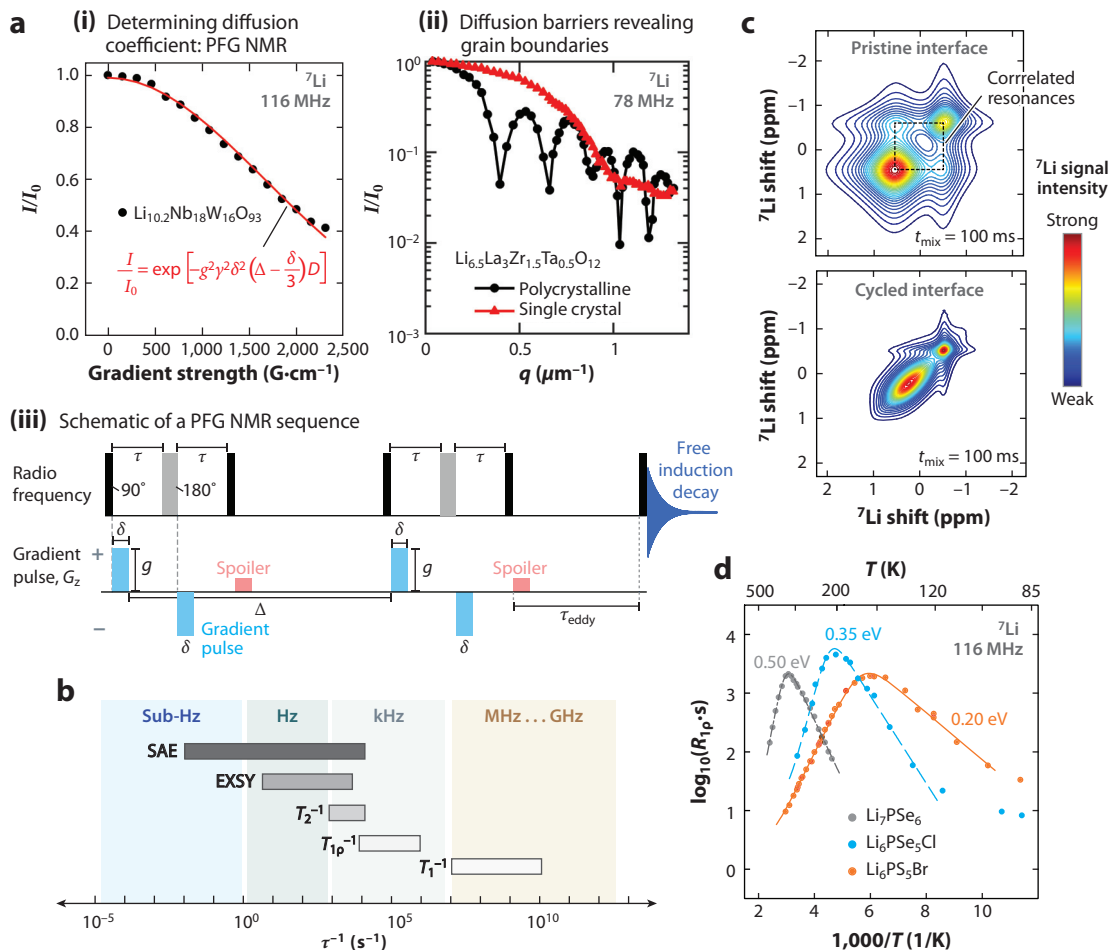 a (i) Determining diffusion
coefficient: PFG NMR
⁷Li
116 MHz
1.0
0.8
0.6
0.4
0.2
0.0
I/I₀
Li₁₀.₂Nb₁₈W₁₆O₉₃
I/I₀ = exp [−g²γ²δ² (Δ − δ/3) D]
0 500 1,000 1,500 2,000 2,500
Gradient strength (G·cm⁻¹)
(ii) Diffusion barriers revealing
grain boundaries
⁷Li
78 MHz
10⁰
10⁻¹
10⁻²
10⁻³
I/I₀
Li₆.₅La₃Zr₁.₅Ta₀.₅O₁₂
Polycrystalline
Single crystal
0 0.5 1
q (μm⁻¹)
(iii) Schematic of a PFG NMR sequence
τ τ τ τ
Radio
frequency
90° 180°
Free
induction
decay
δ δ
Gradient
pulse, G_z
+
−
g g
Spoiler Spoiler
Δ
τ_eddy
δ δ
Gradient
pulse
b
Sub-Hz Hz kHz MHz . . . GHz
SAE
EXSY
T₂⁻¹
T₁ρ⁻¹
T₁⁻¹
10⁻⁵ 10⁰ 10⁵ 10¹⁰
τ⁻¹ (s⁻¹)
c
Pristine interface
Corrrelated
resonances
−2
−1
0
1
2
⁷Li shift (ppm)
t_mix = 100 ms
Cycled interface
−2
−1
0
1
2
⁷Li shift (ppm)
t_mix = 100 ms
2 1 0 −1 −2
⁷Li shift (ppm)
⁷Li signal
intensity
Strong
Weak
d
T (K)
500 200 120 85
⁷Li
116 MHz
0.50 eV
0.35 eV
0.20 eV
4
3
2
1
0
log₁₀(R₁ρ·s)
Li₇PSe₆
Li₆PSe₅Cl
Li₆PS₅Br
2 4 6 8 10
1,000/T (1/K)